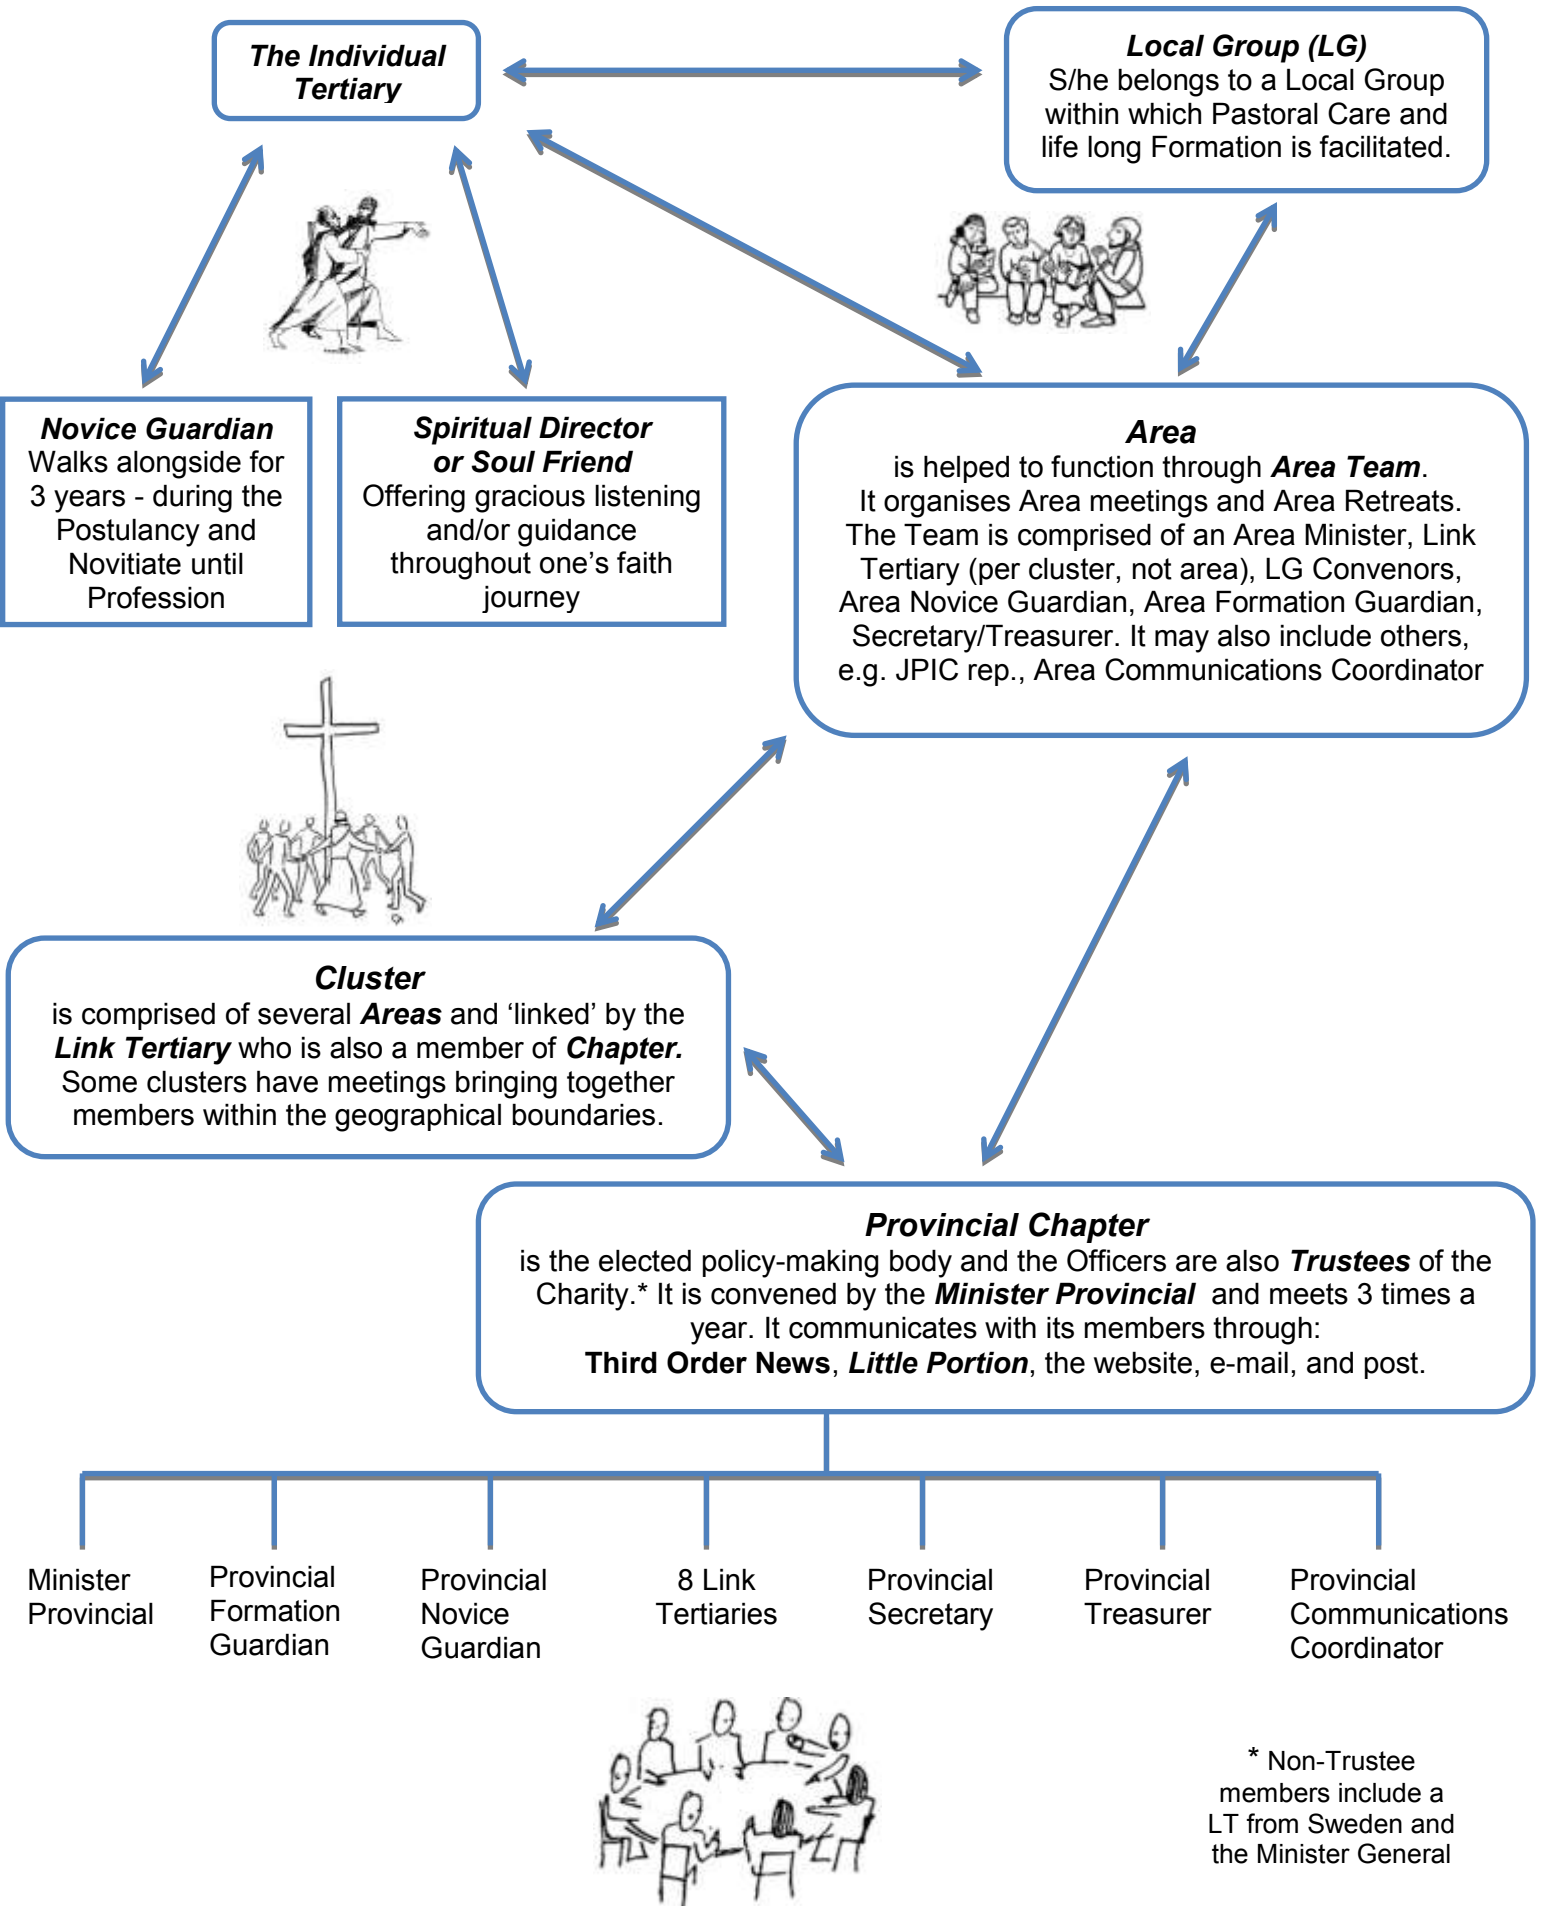 The Individual
Tertiary
Local Group (LG)
S/he belongs to a Local Group
within which Pastoral Care and
life long Formation is facilitated.
Novice Guardian
Walks alongside for
3 years - during the
Postulancy and
Novitiate until
Profession
Spiritual Director
or Soul Friend
Offering gracious listening
and/or guidance
throughout one's faith
journey
Area
is helped to function through Area Team.
It organises Area meetings and Area Retreats.
The Team is comprised of an Area Minister, Link
Tertiary (per cluster, not area), LG Convenors,
Area Novice Guardian, Area Formation Guardian,
Secretary/Treasurer. It may also include others,
e.g. JPIC rep., Area Communications Coordinator
Cluster
is comprised of several Areas and ‘linked’ by the
Link Tertiary who is also a member of Chapter.
Some clusters have meetings bringing together
members within the geographical boundaries.
Provincial Chapter
is the elected policy-making body and the Officers are also Trustees of the
Charity.* It is convened by the Minister Provincial and meets 3 times a
year. It communicates with its members through:
Third Order News, Little Portion, the website, e-mail, and post.
Minister
Provincial
Provincial
Formation
Guardian
Provincial
Novice
Guardian
8 Link
Tertiaries
Provincial
Secretary
Provincial
Treasurer
Provincial
Communications
Coordinator
* Non-Trustee
members include a
LT from Sweden and
the Minister General